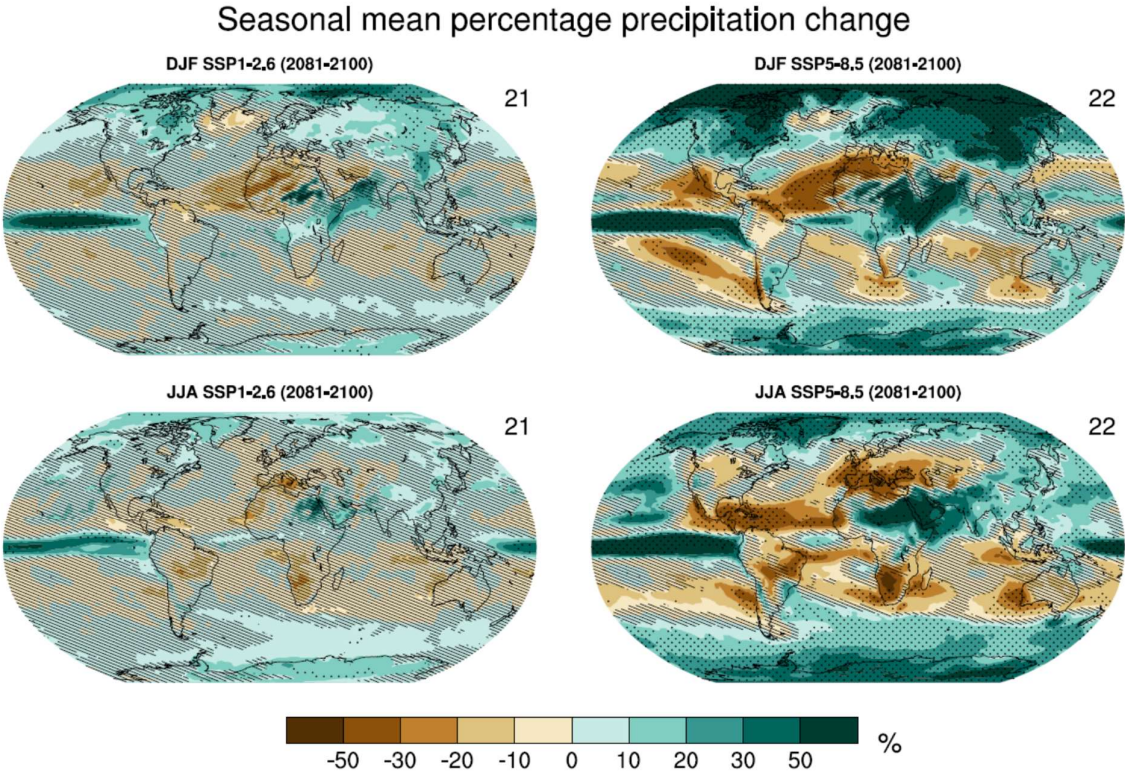 Seasonal mean percentage precipitation change
DJF SSP1-2.6 (2081-2100)
21
DJF SSP5-8.5 (2081-2100)
22
JJA SSP1-2.6 (2081-2100)
21
JJA SSP5-8.5 (2081-2100)
22
-50 -30 -20 -10 0 10 20 30 50 %